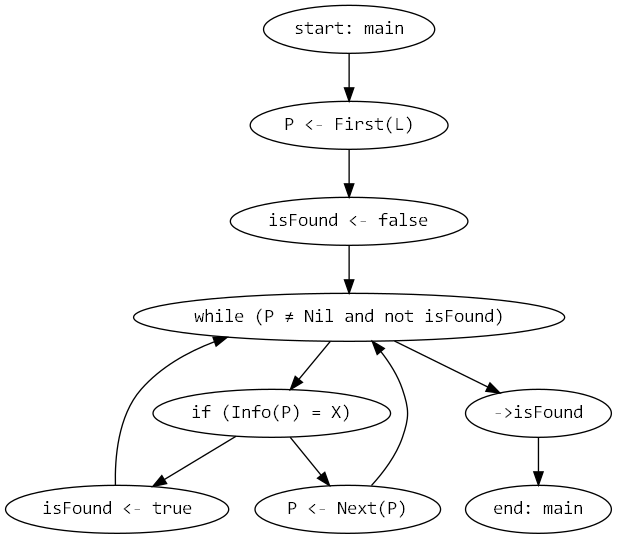 start: main
P <- First(L)
isFound <- false
while (P ≠ Nil and not isFound)
if (Info(P) = X)
->isFound
isFound <- true
P <- Next(P)
end: main